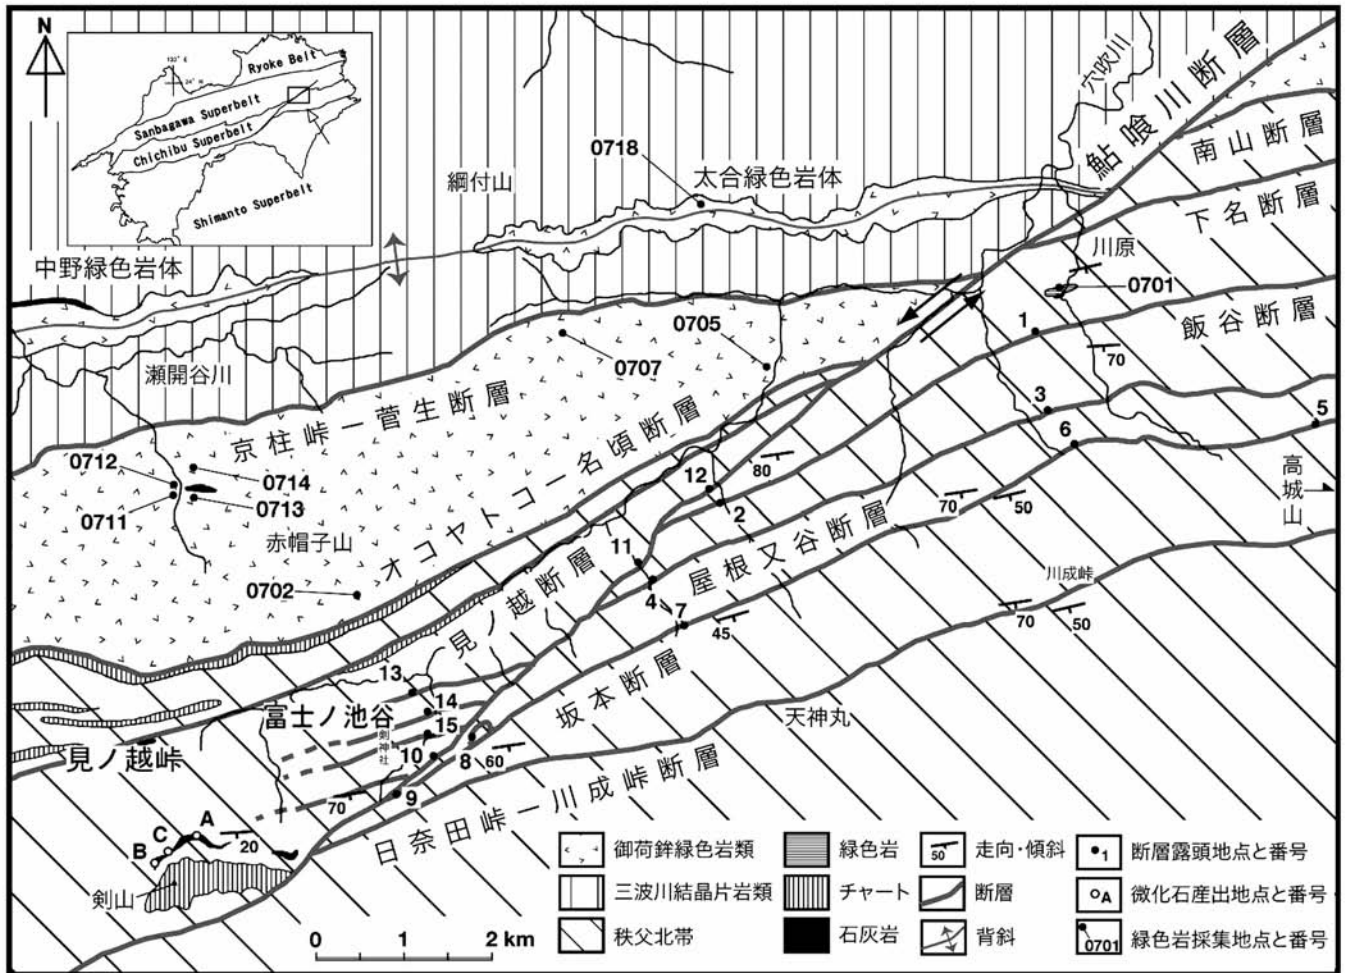 N
133° E
34° N
Ryoke Belt
Sanbagawa Superbelt
Chichibu Superbelt
Shimanto Superbelt
穴吹川
鮎喰川断層
南山断層
下名断層
0718
太合緑色岩体
綱付山
中野緑色岩体
川原
0701
飯谷断層
1
70
0705
0707
瀬開谷川
京柱峠－菅生断層
オコヤトコ－名頃断層
3
6
5
高城山
0712
0714
0711
0713
赤帽子山
0702
80
12
2
屋根又谷断層
70
50
11
4
7
45
川成峠
70
50
見ノ越断層
坂本断層
天神丸
13
14
富士ノ池谷
15
剣神社
10
8
60
見ノ越峠
70
9
日奈田峠－川成峠断層
A
C
B
20
剣山
0 1 2 km
御荷鉾緑色岩類
緑色岩
50 走向・傾斜
1 断層露頭地点と番号
三波川結晶片岩類
チャート
断層
A 微化石産出地点と番号
秩父北帯
石灰岩
背斜
0701 緑色岩採集地点と番号